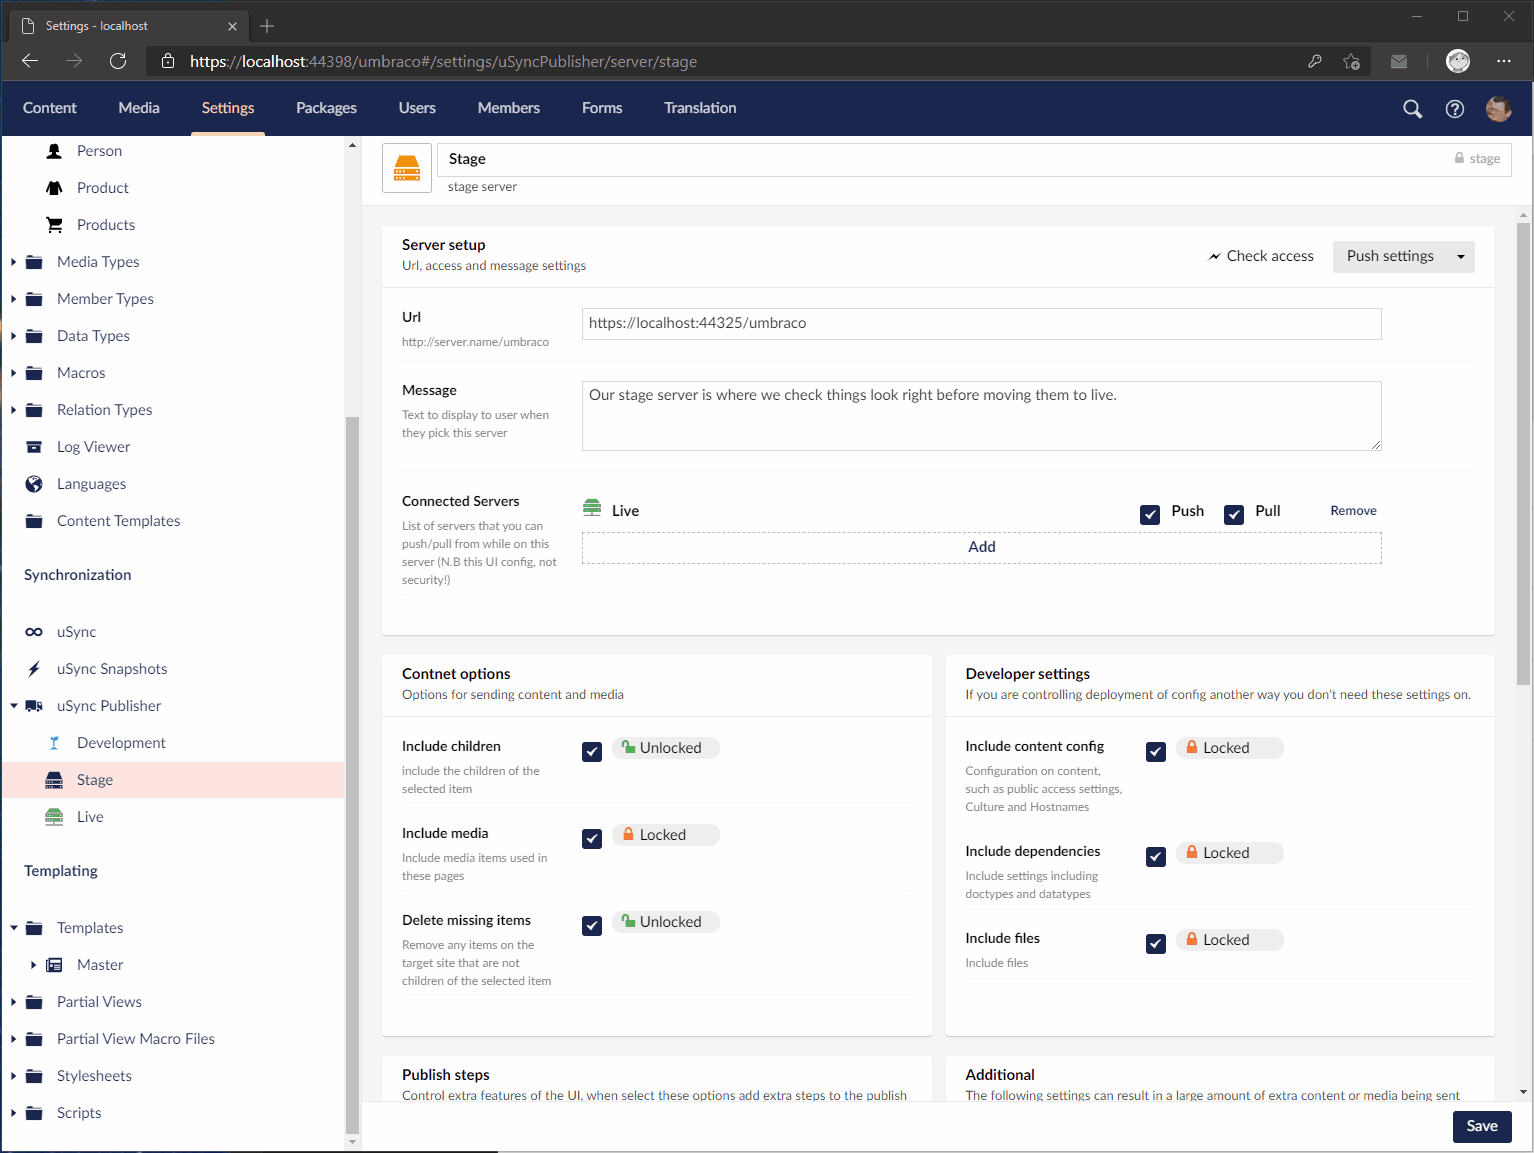 Settings - localhost
https://localhost:44398/umbraco#/settings/uSyncPublisher/server/stage
Content Media Settings Packages Users Members Forms Translation
Person
Product
Products
Media Types
Member Types
Data Types
Macros
Relation Types
Log Viewer
Languages
Content Templates
Synchronization
uSync
uSync Snapshots
uSync Publisher
Development
Stage
Live
Templating
Templates
Master
Partial Views
Partial View Macro Files
Stylesheets
Scripts
Stage
stage
stage server
Server setup
Url, access and message settings
Check access
Push settings
Url
http://server.name/umbraco
https://localhost:44325/umbraco
Message
Text to display to user when
they pick this server
Our stage server is where we check things look right before moving them to live.
Connected Servers
List of servers that you can
push/pull from while on this
server (N.B this UI config, not
security!)
Live
Push
Pull
Remove
Add
Contnet options
Options for sending content and media
Include children
include the children of the
selected item
Unlocked
Include media
Include media items used in
these pages
Locked
Delete missing items
Remove any items on the
target site that are not
children of the selected item
Unlocked
Developer settings
If you are controlling deployment of config another way you don't need these settings on.
Include content config
Configuration on content,
such as public access settings,
Culture and Hostnames
Locked
Include dependencies
Include settings including
doctypes and datatypes
Locked
Include files
Include files
Locked
Publish steps
Control extra features of the UI, when select these options add extra steps to the publish
Additional
The following settings can result in a large amount of extra content or media being sent
Save